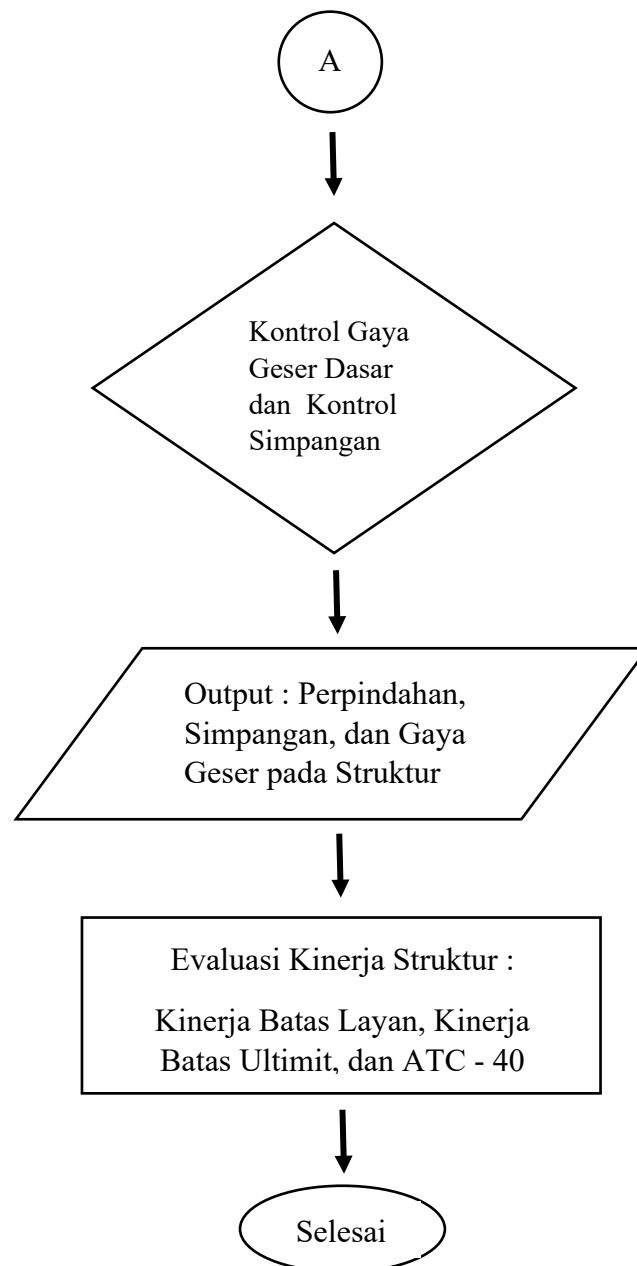 A
Kontrol Gaya
Geser Dasar
dan Kontrol
Simpangan
Output : Perpindahan,
Simpangan, dan Gaya
Geser pada Struktur
Evaluasi Kinerja Struktur :
Kinerja Batas Layan, Kinerja
Batas Ultimit, dan ATC - 40
Selesai